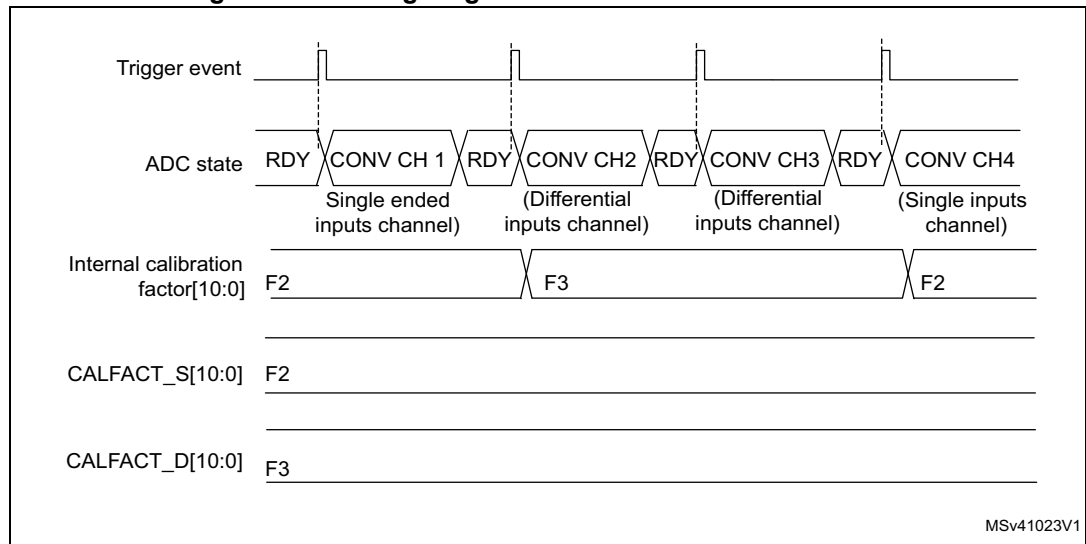 Trigger event
ADC state
RDY CONV CH 1 RDY CONV CH2 RDY CONV CH3 RDY CONV CH4
Single ended
inputs channel)
(Differential
inputs channel)
(Differential
inputs channel)
(Single inputs
channel)
Internal calibration
factor[10:0]
F2 F3 F2
CALFACT_S[10:0] F2
CALFACT_D[10:0] F3
MSv41023V1